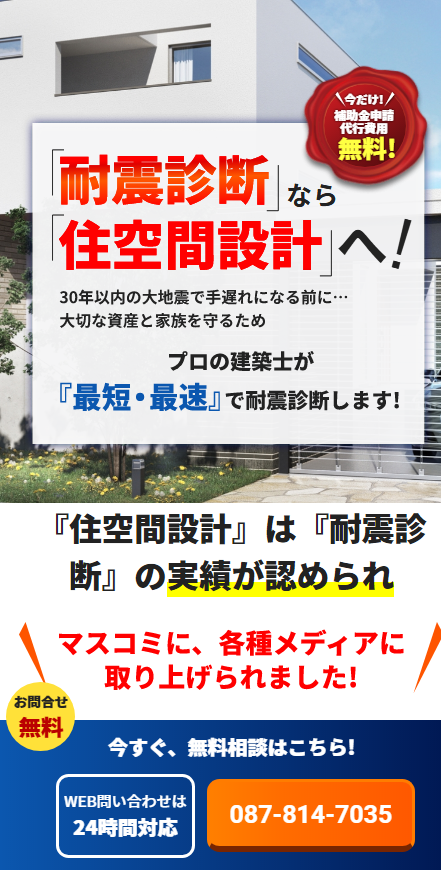 今だけ!
補助金申請
代行費用
無料!
「耐震診断」なら
「住空間設計」へ!
30年以内の大地震で手遅れになる前に…
大切な資産と家族を守るため
プロの建築士が
『最短・最速』で耐震診断します!
『住空間設計』は『耐震診
断』の実績が認められ
マスコミに、各種メディアに
取り上げられました!
お問合せ
無料
今すぐ、無料相談はこちら!
WEB問い合わせは
24時間対応
087-814-7035